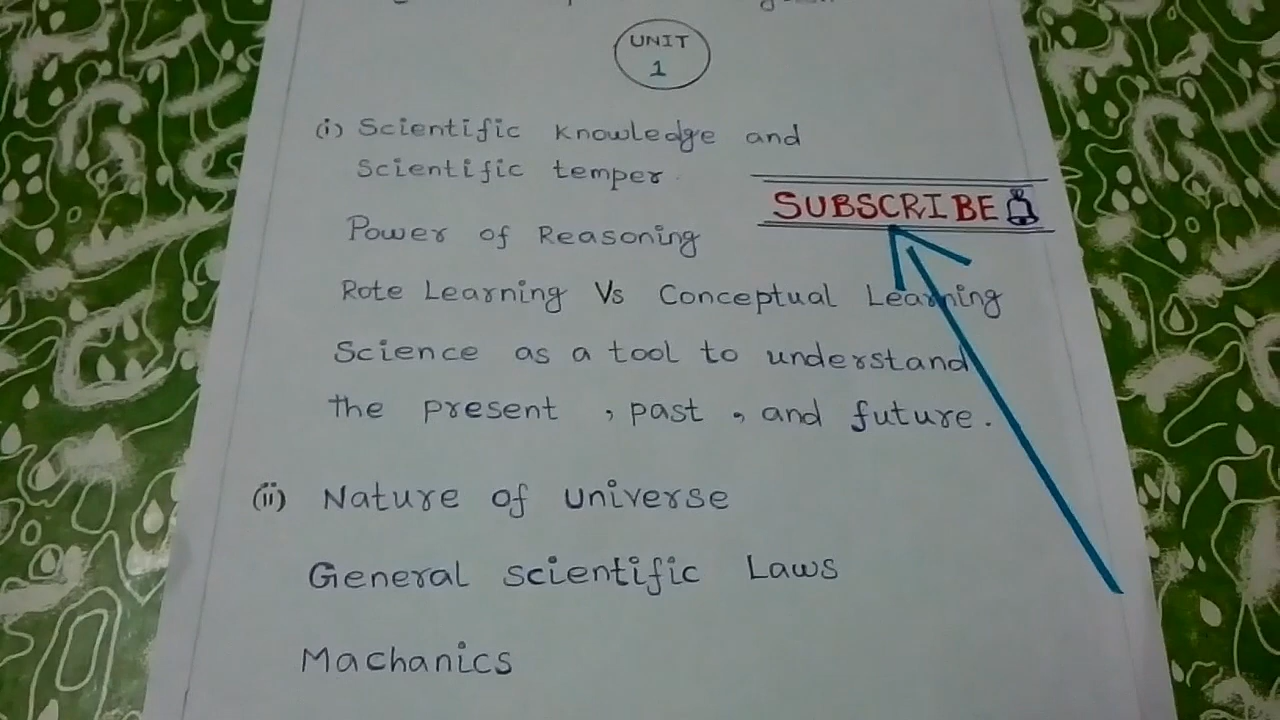 UNIT
1
(i) Scientific knowledge and
Scientific temper
SUBSCRIBE
Power of Reasoning
Rote Learning Vs Conceptual Learning
Science as a tool to understand
the present , past , and future.
(ii) Nature of universe
General scientific Laws
Machanics